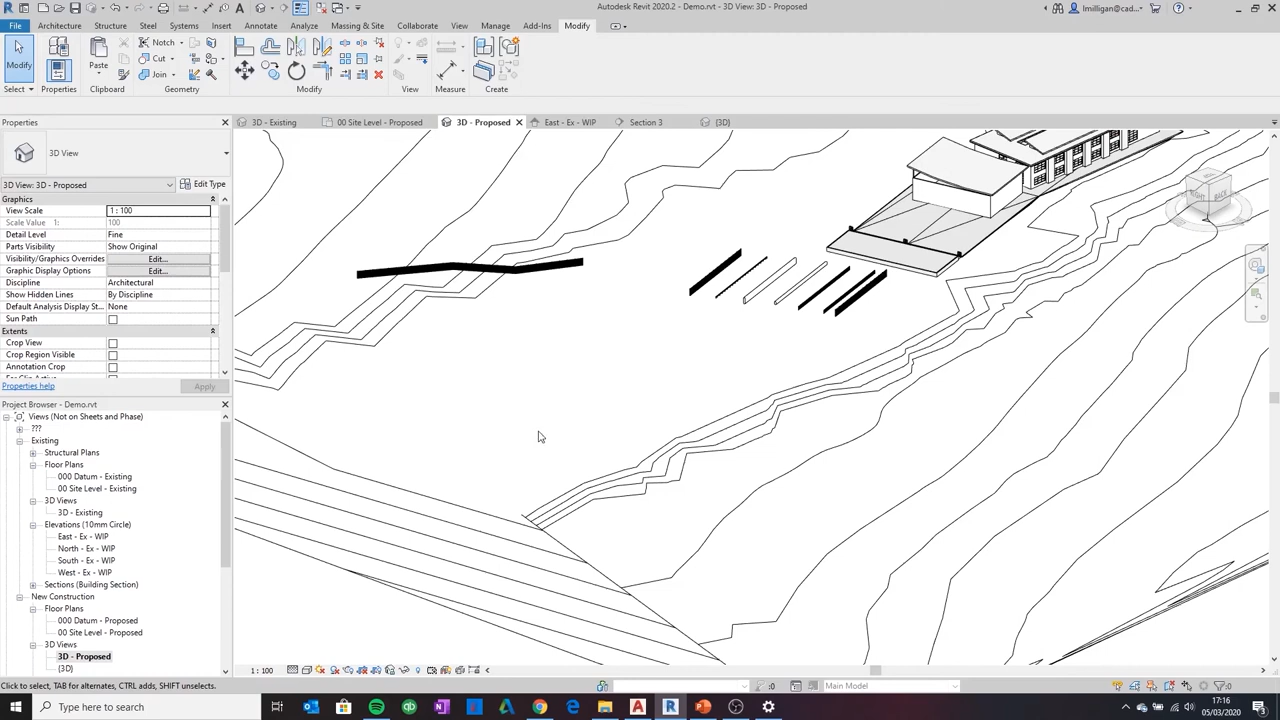 Autodesk Revit 2020.2 - Demo.rvt - 3D View: 3D - Proposed
lmilligan@cad...
File Architecture Structure Steel Systems Insert Annotate Analyze Massing & Site Collaborate View Manage Add-Ins Modify
Modify
Properties
Paste
Notch
Cut
Join
Select Properties Clipboard Geometry Modify View Measure Create
Properties
3D - Existing 00 Site Level - Proposed 3D - Proposed East - Ex - WIP Section 3 {3D}
3D View
3D View: 3D - Proposed Edit Type
Graphics
View Scale 1 : 100
Scale Value 1: 100
Detail Level Fine
Parts Visibility Show Original
Visibility/Graphics Overrides Edit...
Graphic Display Options Edit...
Discipline Architectural
Show Hidden Lines By Discipline
Default Analysis Display St... None
Sun Path
Extents
Crop View
Crop Region Visible
Annotation Crop
Properties help Apply
Project Browser - Demo.rvt
Views (Not on Sheets and Phase)
???
Existing
Structural Plans
Floor Plans
000 Datum - Existing
00 Site Level - Existing
3D Views
3D - Existing
Elevations (10mm Circle)
East - Ex - WIP
North - Ex - WIP
South - Ex - WIP
West - Ex - WIP
Sections (Building Section)
New Construction
Floor Plans
000 Datum - Proposed
00 Site Level - Proposed
3D Views
3D - Proposed
{3D}
RIGHT BACK
1 : 100
Click to select, TAB for alternates, CTRL adds, SHIFT unselects.
:0 Main Model :0
Type here to search
17:16
05/03/2020